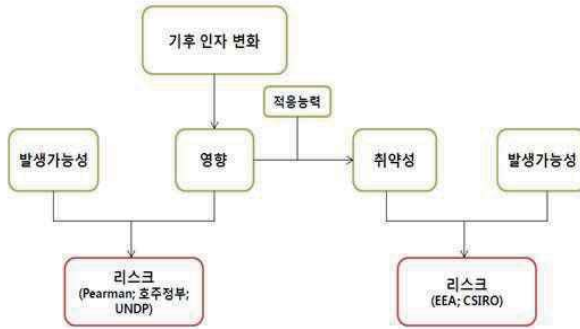 기후 인자 변화
적응능력
발생가능성
영향
취약성
발생가능성
리스크
(Pearman; 호주정부;
UNDP)
리스크
(EEA; CSIRO)